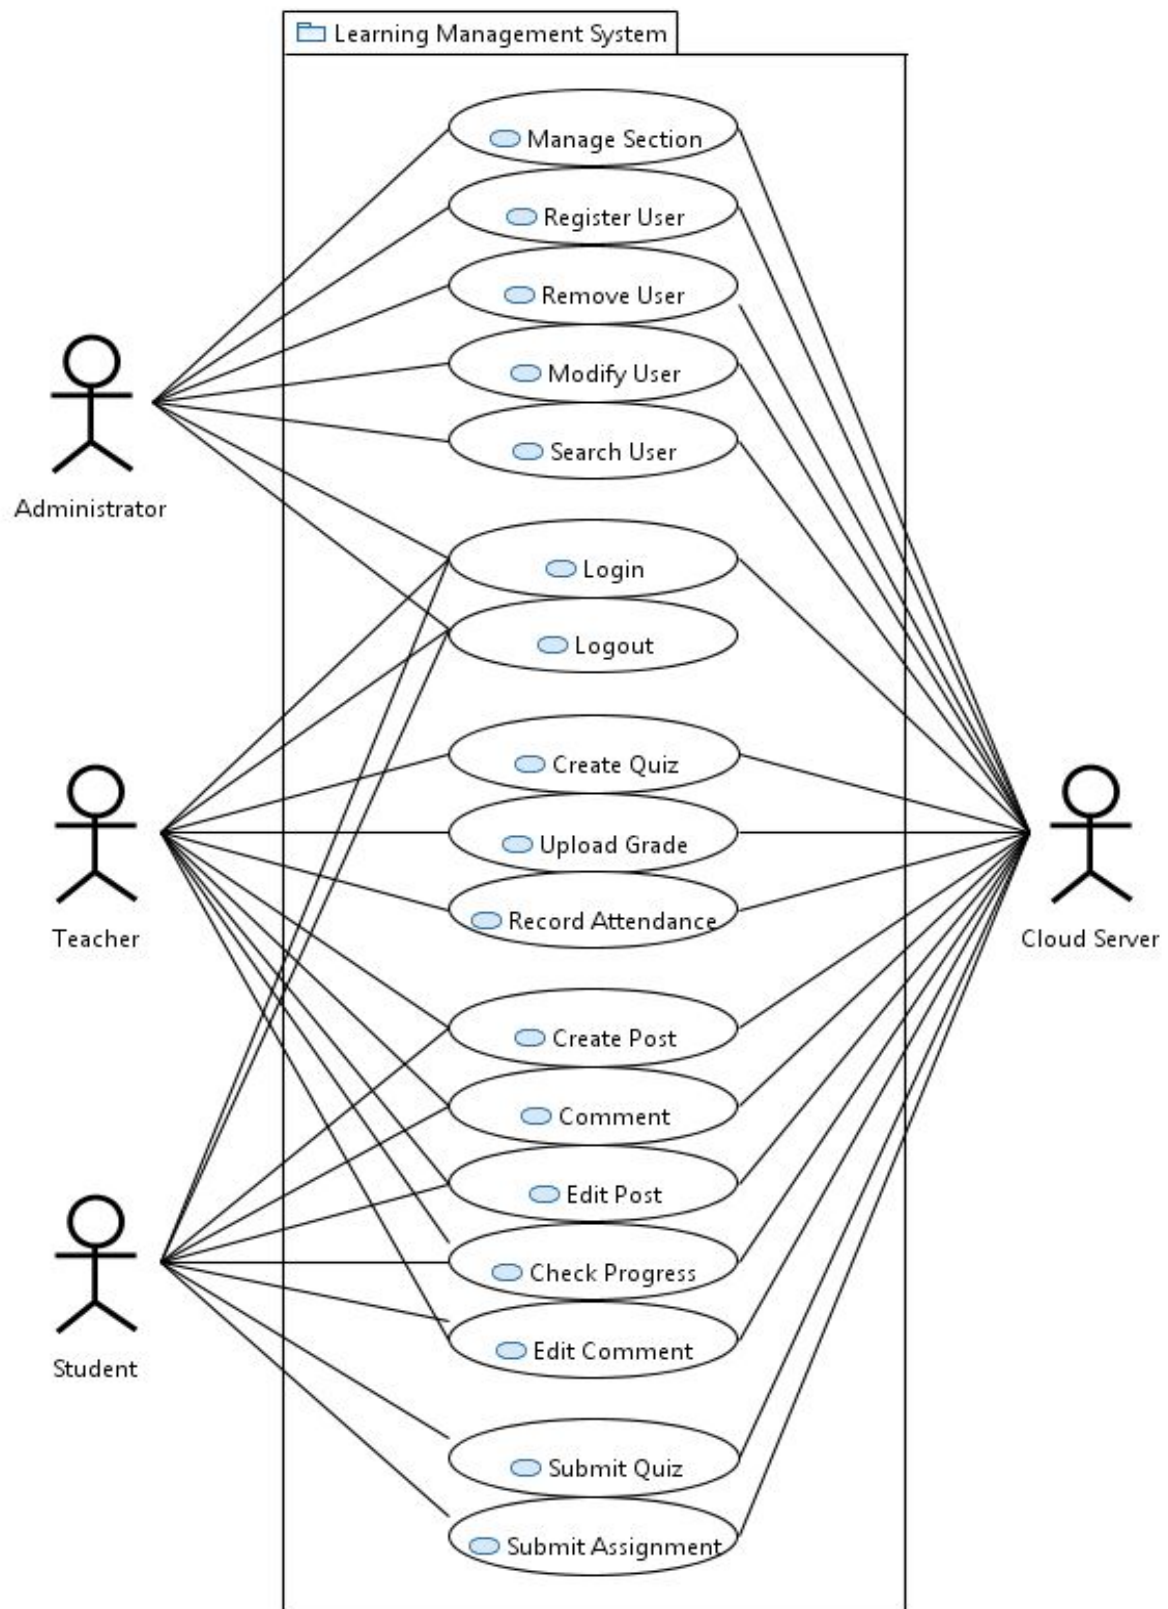 Learning Management System
Manage Section
Register User
Remove User
Modify User
Search User
Administrator
Login
Logout
Create Quiz
Upload Grade
Record Attendance
Teacher
Cloud Server
Create Post
Comment
Edit Post
Check Progress
Edit Comment
Student
Submit Quiz
Submit Assignment